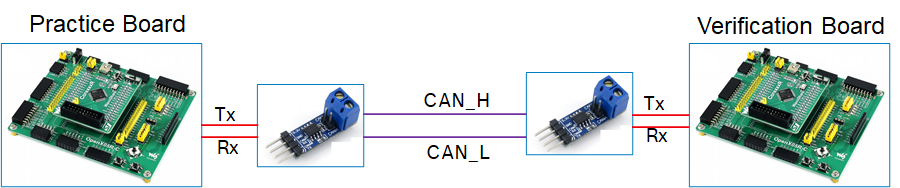 Practice Board
Verification Board
Tx
Rx
CAN_H
CAN_L
Tx
Rx